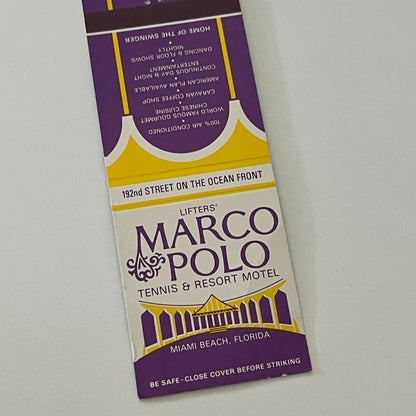 100% AIR CONDITIONED
•
WORLD FAMOUS GOURMET
CHINESE CUISINE
•
CARAVAN COFFEE SHOP
•
AMERICAN PLAN AVAILABLE
•
CONTINUOUS DAY & NIGHT
ENTERTAINMENT
•
DANCING & FLOOR SHOWS
NIGHTLY
•
HOME OF THE SWINGER
192nd STREET ON THE OCEAN FRONT
LIFTERS'
MARCO
POLO
TENNIS & RESORT MOTEL
MIAMI BEACH, FLORIDA
BE SAFE-CLOSE COVER BEFORE STRIKING